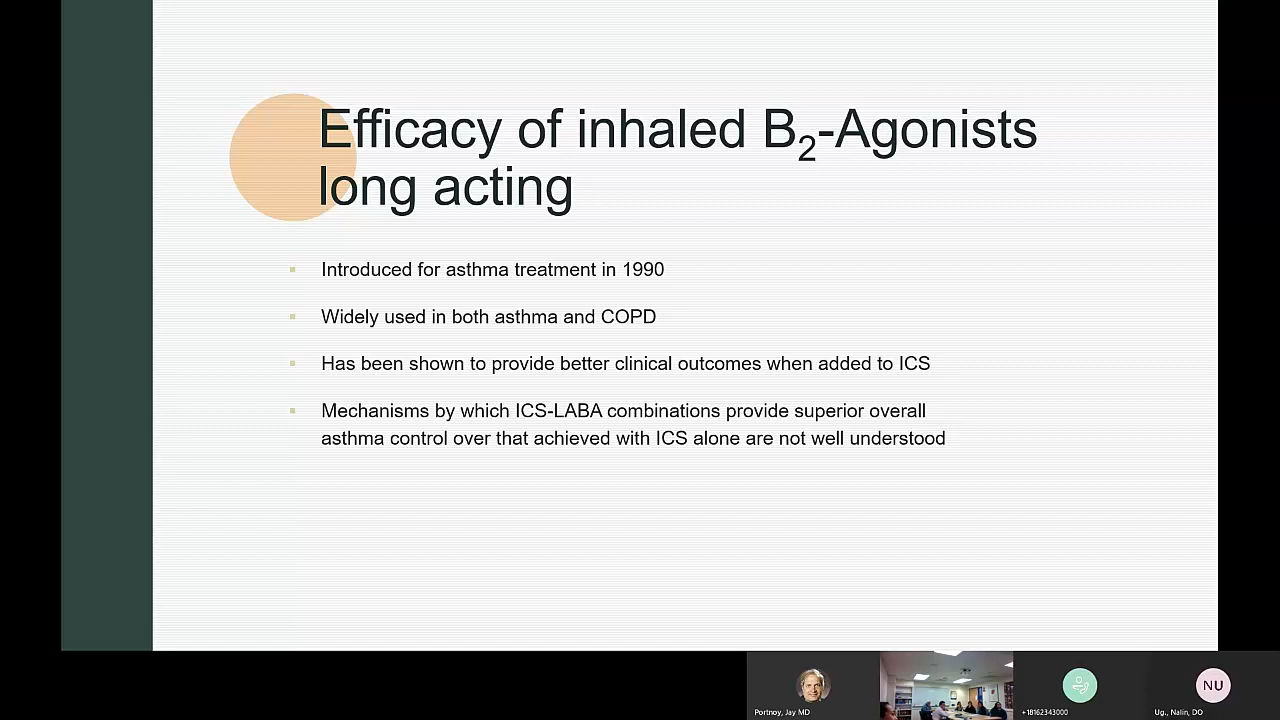 Efficacy of inhaled B₂-Agonists
long acting
Introduced for asthma treatment in 1990
Widely used in both asthma and COPD
Has been shown to provide better clinical outcomes when added to ICS
Mechanisms by which ICS-LABA combinations provide superior overall
asthma control over that achieved with ICS alone are not well understood
Portnoy, Jay MD
+18162343000
NU
Ug., Nalin, DO